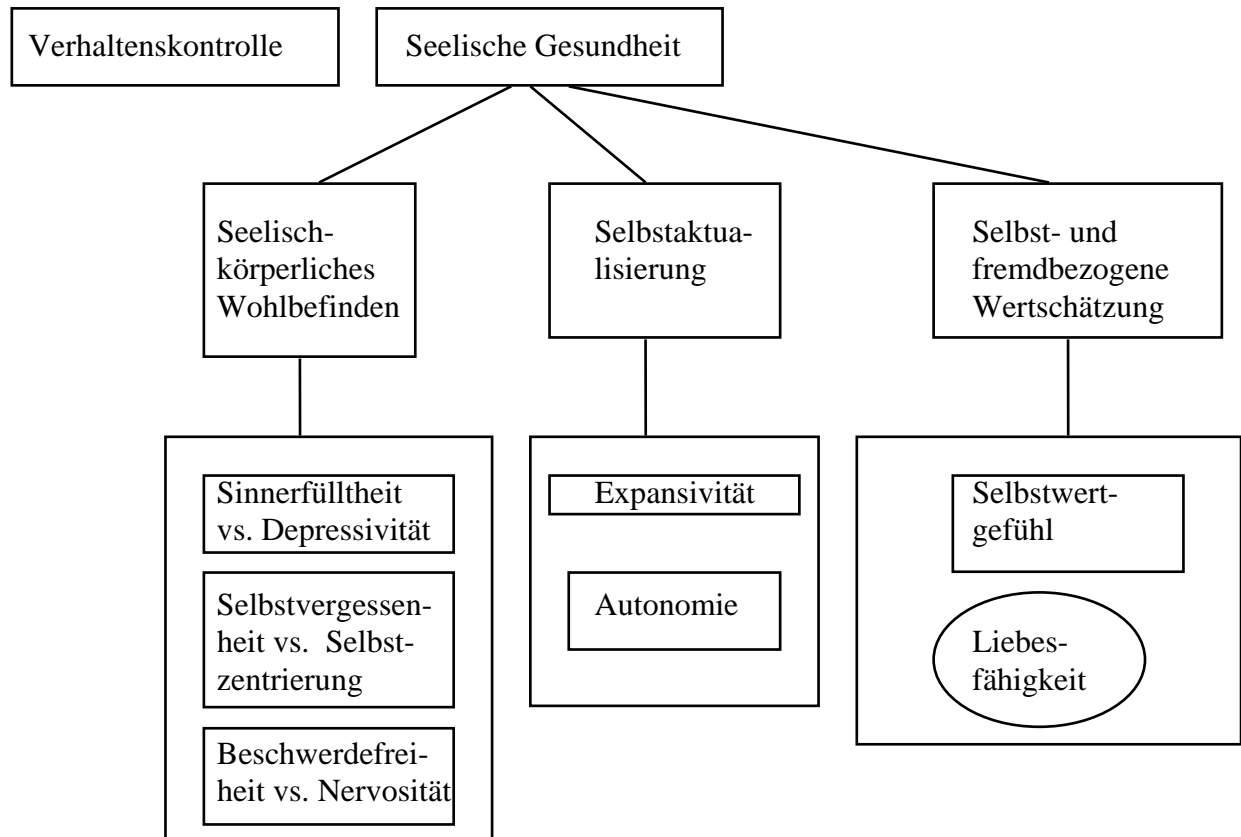 Verhaltenskontrolle
Seelische Gesundheit
Seelisch-
körperliches
Wohlbefinden
Selbstaktua-
lisierung
Selbst- und
fremdbezogene
Wertschätzung
Sinnerfülltheit
vs. Depressivität
Selbstvergessen-
heit vs. Selbst-
zentrierung
Beschwerdefrei-
heit vs. Nervosität
Expansivität
Autonomie
Selbstwert-
gefühl
Liebes-
fähigkeit